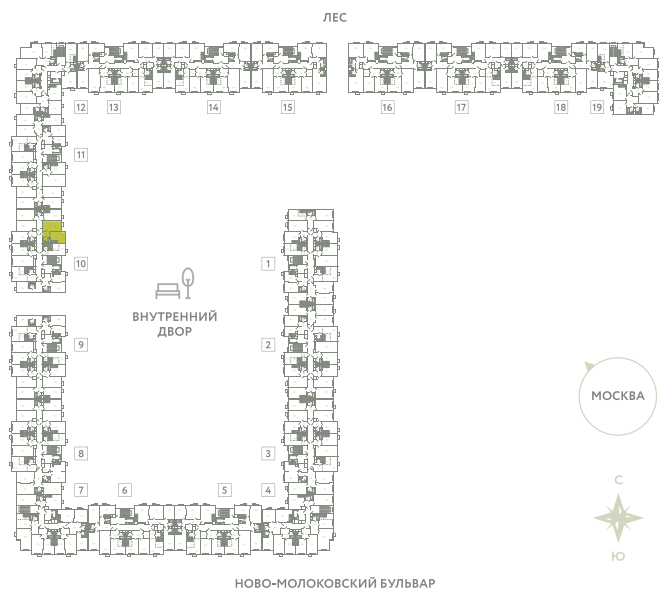 ЛЕС
12 13 14 15 16 17 18 19
11
1
10
ВНУТРЕННИЙ
ДВОР
9 2
МОСКВА
8 3
7 6 5 4
С
Ю
НОВО-МОЛОКОВСКИЙ БУЛЬВАР